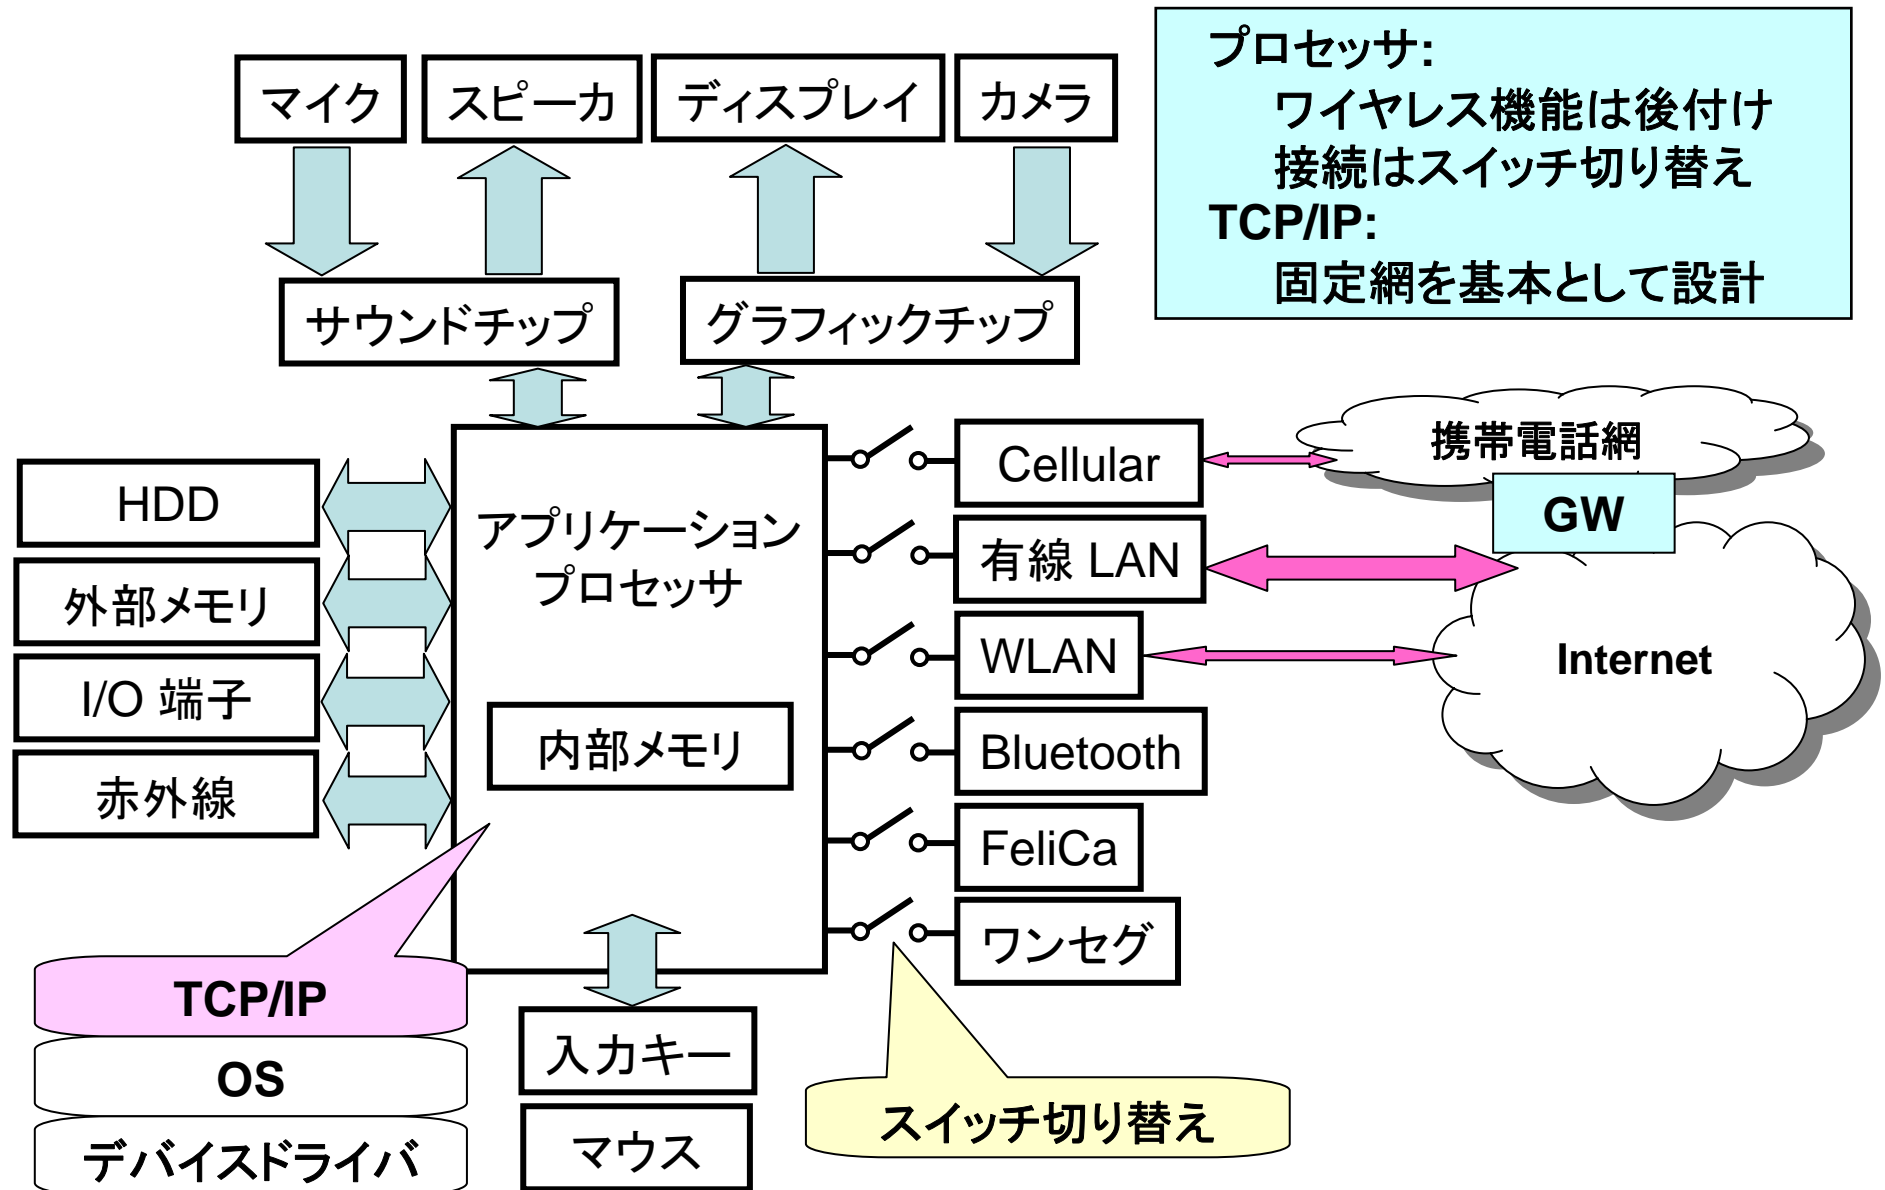 マイク
スピーカ
ディスプレイ
カメラ
プロセッサ:
ワイヤレス機能は後付け
接続はスイッチ切り替え
TCP/IP:
固定網を基本として設計
サウンドチップ
グラフィックチップ
HDD
外部メモリ
I/O 端子
赤外線
アプリケーション
プロセッサ
内部メモリ
Cellular
有線 LAN
WLAN
Bluetooth
FeliCa
ワンセグ
携帯電話網
GW
Internet
TCP/IP
OS
デバイスドライバ
入力キー
マウス
スイッチ切り替え